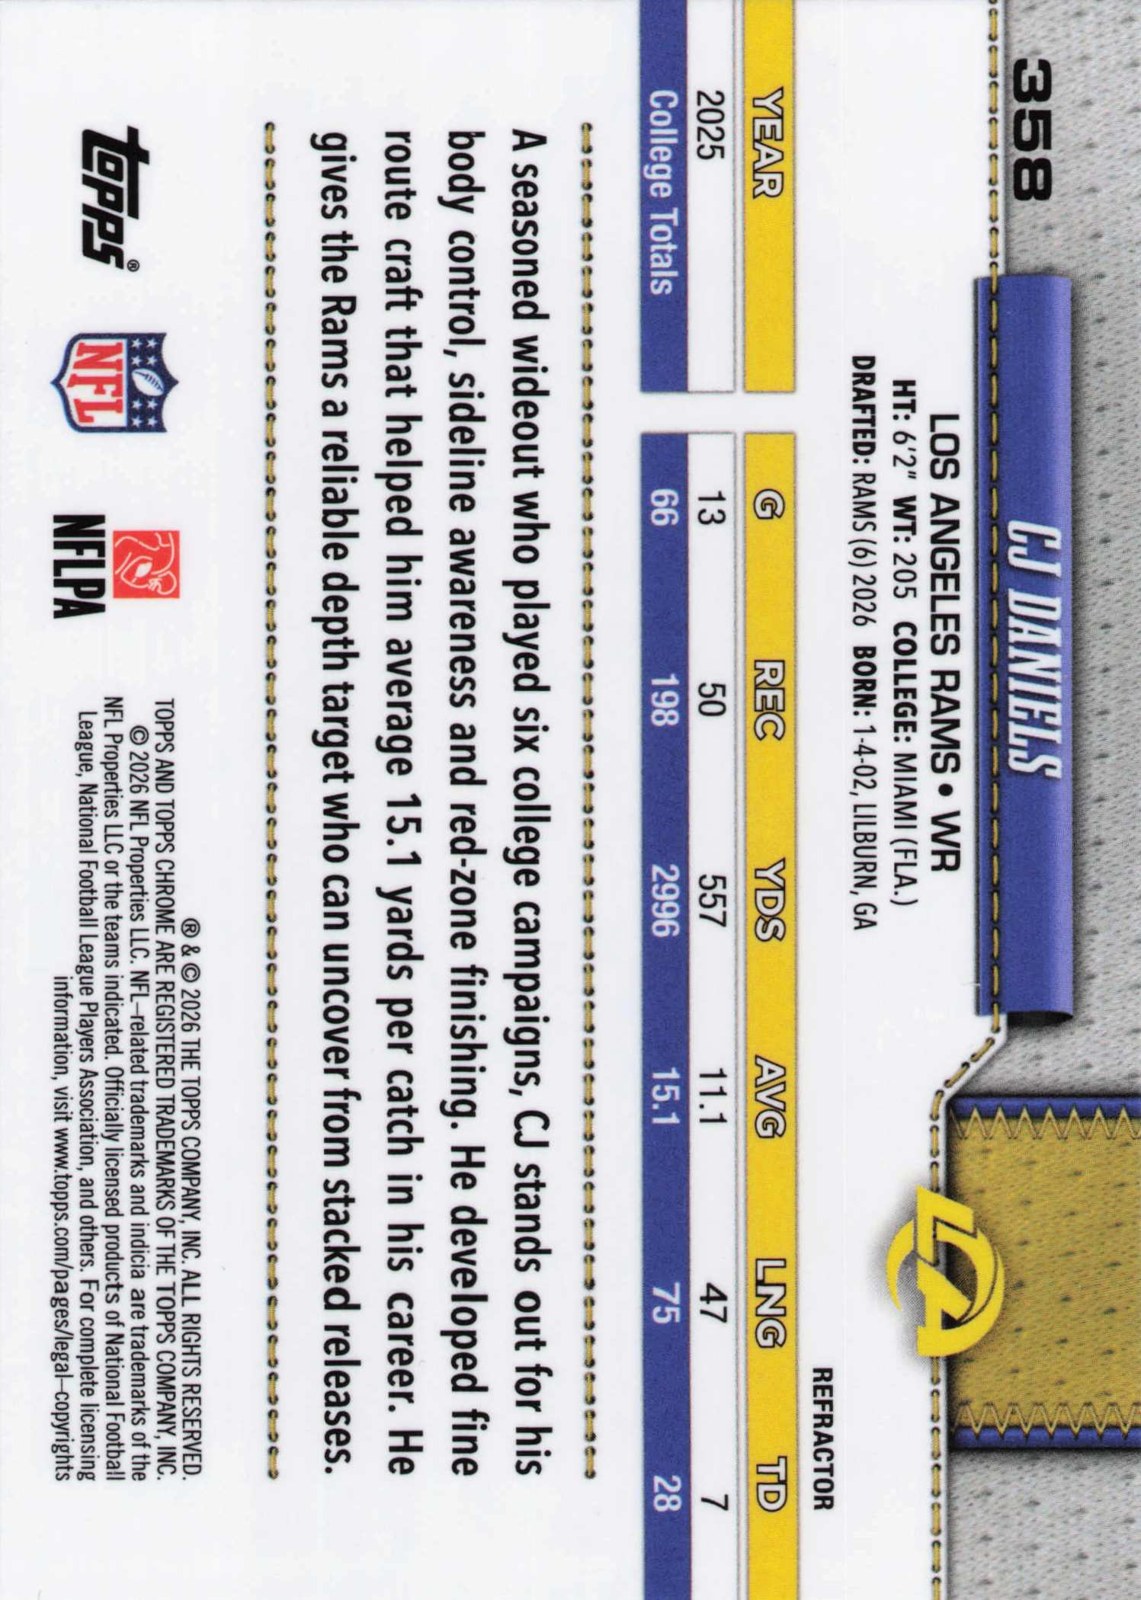 358
CJ DANIELS
LOS ANGELES RAMS • WR
HT: 6'2" WT: 205 COLLEGE: MIAMI (FLA.)
DRAFTED: RAMS (6) 2026 BORN: 1-4-02, LILBURN, GA
LA
REFRACTOR
YEAR G REC YDS AVG LNG TD
2025 13 50 557 11.1 47 7
College Totals 66 198 2996 15.1 75 28
A seasoned wideout who played six college campaigns, CJ stands out for his
body control, sideline awareness and red-zone finishing. He developed fine
route craft that helped him average 15.1 yards per catch in his career. He
gives the Rams a reliable depth target who can uncover from stacked releases.
topps®
NFL
NFLPA
® & © 2026 THE TOPPS COMPANY, INC. ALL RIGHTS RESERVED.
TOPPS AND TOPPS CHROME ARE REGISTERED TRADEMARKS OF THE TOPPS COMPANY, INC.
© 2026 NFL Properties LLC. NFL-related trademarks and indicia are trademarks of the
NFL Properties LLC or the teams indicated. Officially licensed products of National Football
League, National Football League Players Association, and others. For complete licensing
information, visit www.topps.com/pages/legal-copyrights